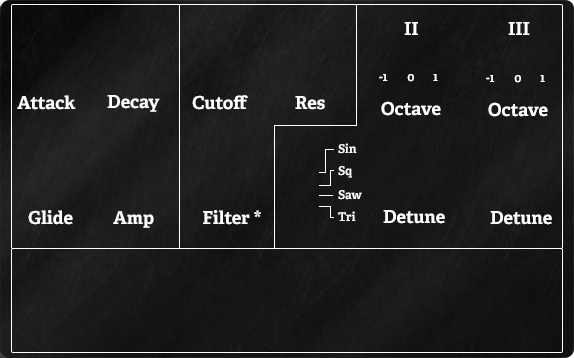 II III
-1 0 1 -1 0 1
Attack Decay Cutoff Res Octave Octave
Sin
Sq
Saw
Tri
Glide Amp Filter * Detune Detune